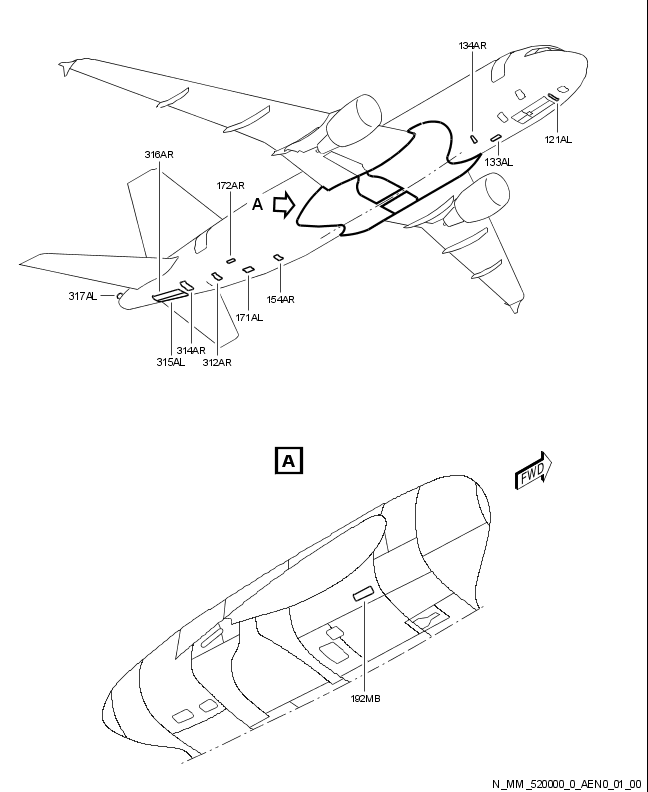 134AR
121AL
133AL
316AR
172AR
A
317AL
154AR
171AL
314AR
315AL
312AR
A
FWD
192MB
N_MM_520000_0_AEN0_01_00